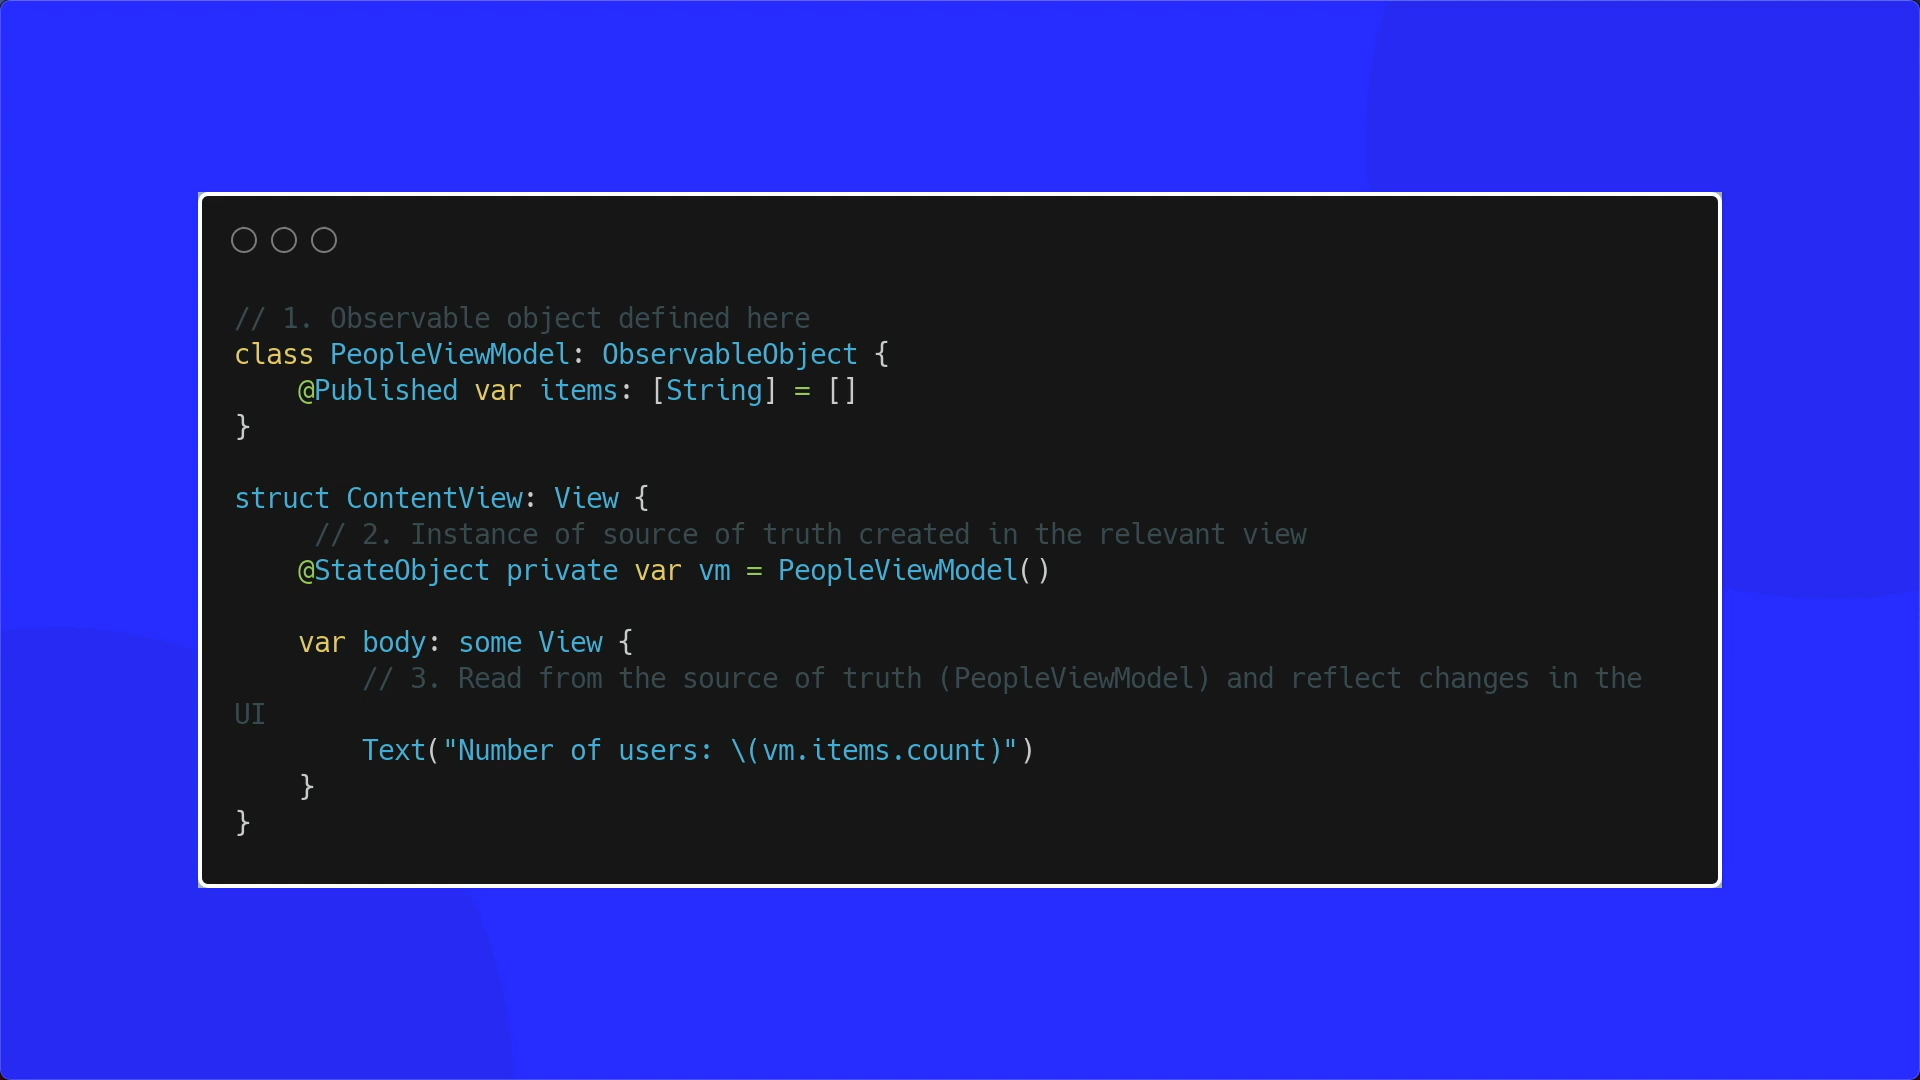 // 1. Observable object defined here
class PeopleViewModel: ObservableObject {
    @Published var items: [String] = []
}

struct ContentView: View {
     // 2. Instance of source of truth created in the relevant view
    @StateObject private var vm = PeopleViewModel()

    var body: some View {
        // 3. Read from the source of truth (PeopleViewModel) and reflect changes in the
UI
        Text("Number of users: \(vm.items.count)")
    }
}